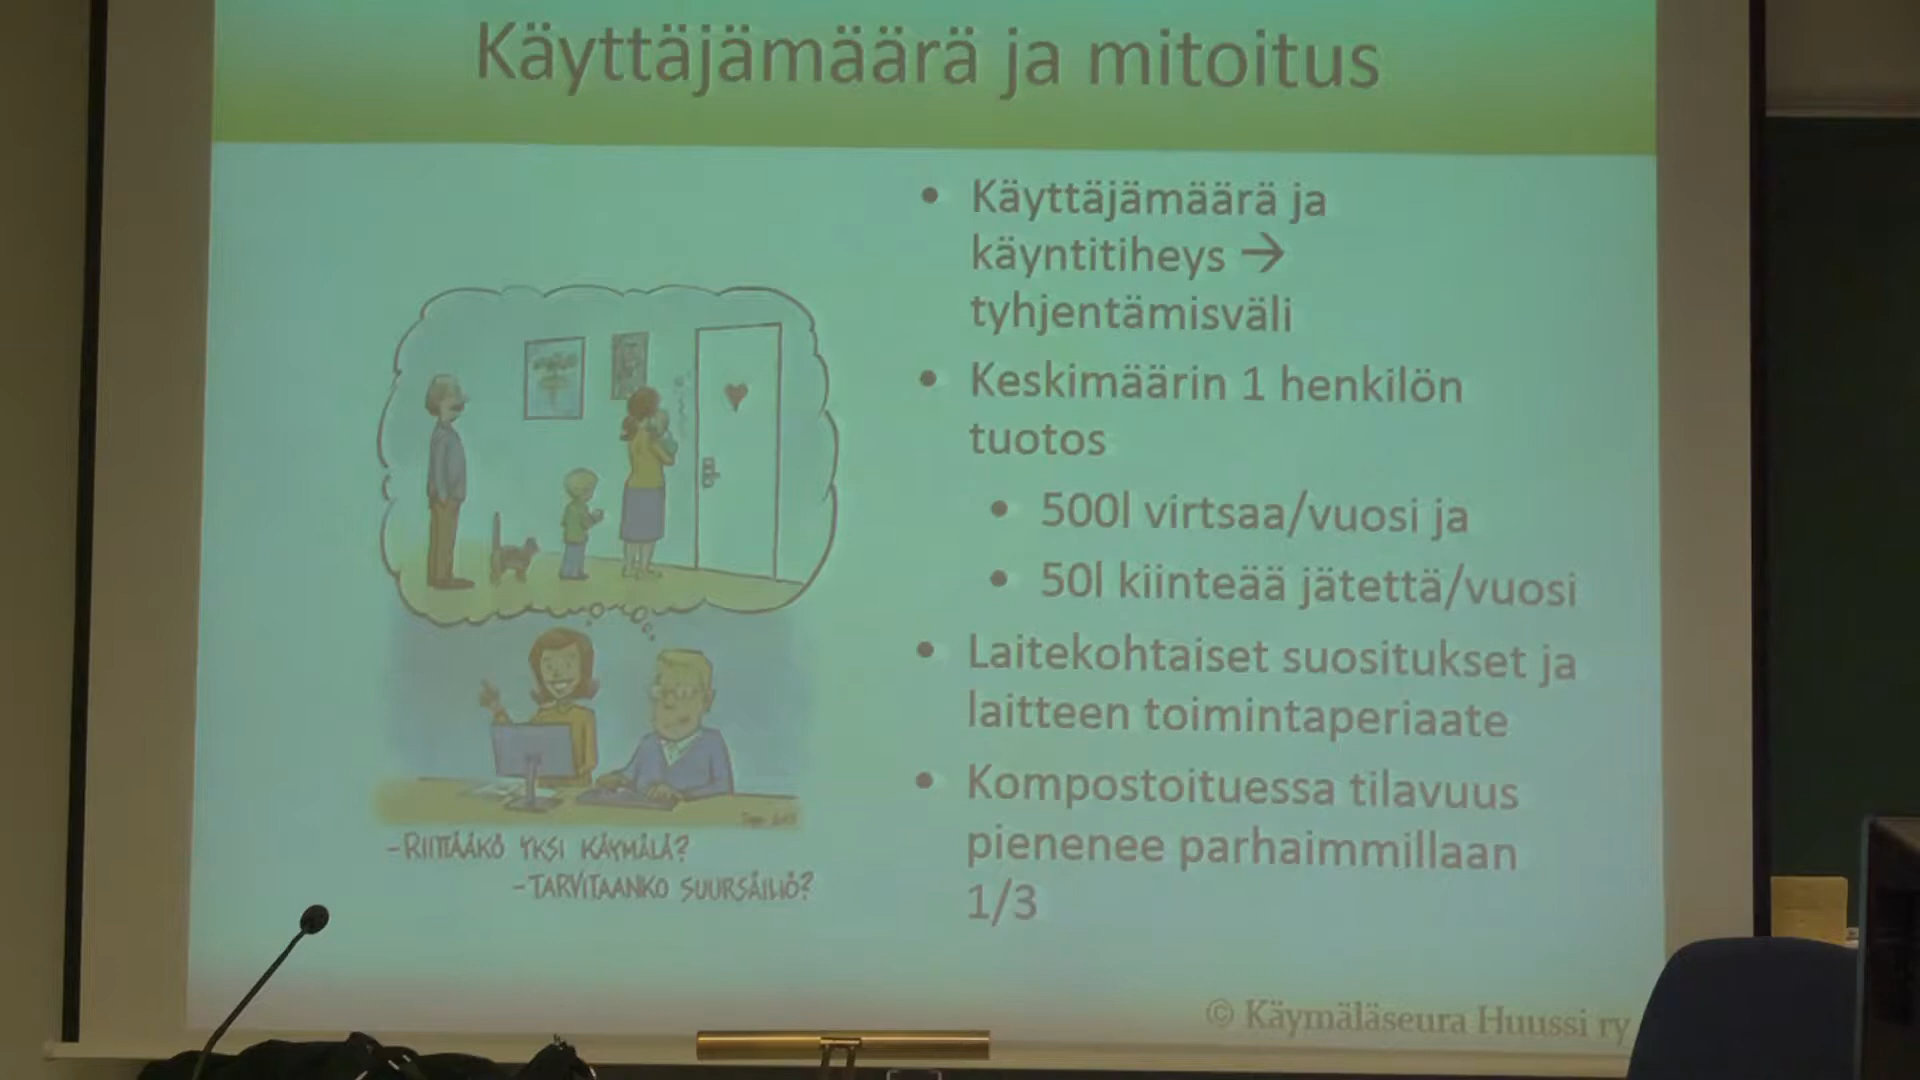 Käyttäjämäärä ja mitoitus
• Käyttäjämäärä ja
käyntitiheys →
tyhjentämisväli
• Keskimäärin 1 henkilön
tuotos
• 500l virtsaa/vuosi ja
• 50l kiinteää jätettä/vuosi
• Laitekohtaiset suositukset ja
laitteen toimintaperiaate
• Kompostoituessa tilavuus
pienenee parhaimmillaan
1/3
-RIITTÄÄKÖ YKSI KÄYMÄLÄ?
-TARVITAANKO SUURSÄILIÖ?
© Käymäläseura Huussi ry